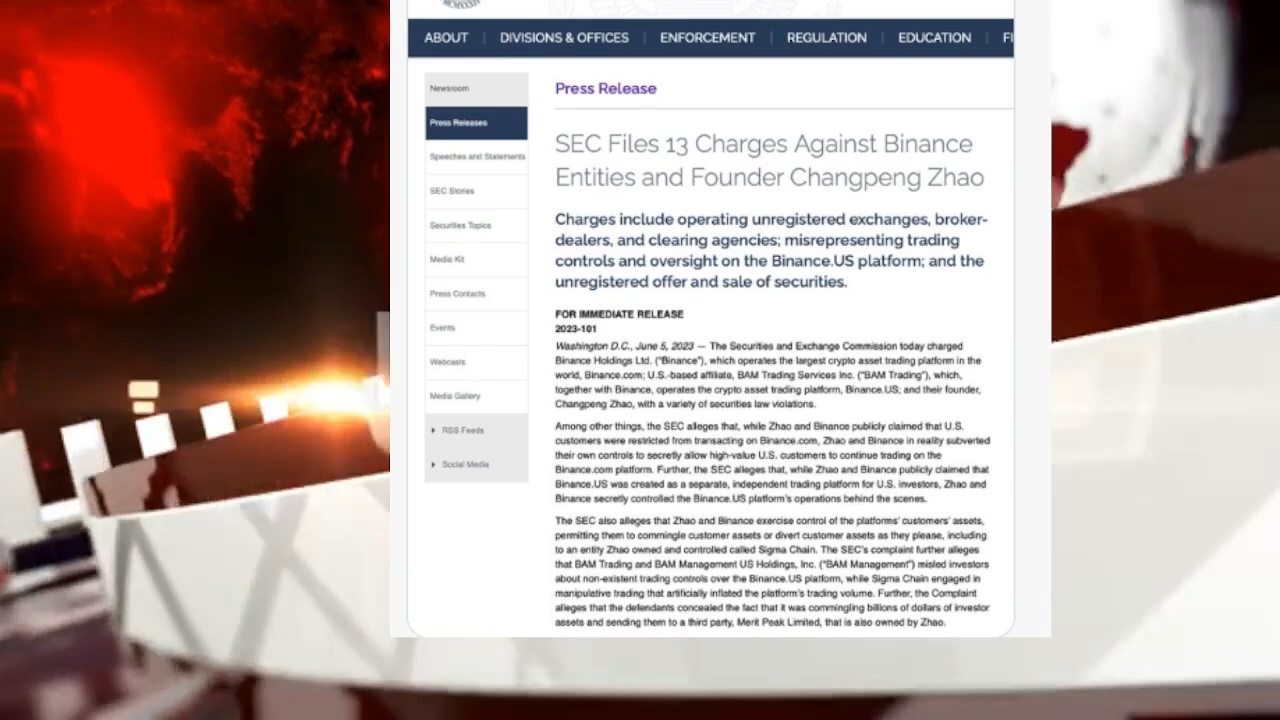 ABOUT | DIVISIONS & OFFICES | ENFORCEMENT | REGULATION | EDUCATION |
Newsroom
Press Releases
Speeches and Statements
SEC Stories
Securities Topics
Media Kit
Press Contacts
Events
Webcasts
Media Gallery
RSS Feeds
Social Media
Press Release
SEC Files 13 Charges Against Binance
Entities and Founder Changpeng Zhao
Charges include operating unregistered exchanges, broker-
dealers, and clearing agencies; misrepresenting trading
controls and oversight on the Binance.US platform; and the
unregistered offer and sale of securities.
FOR IMMEDIATE RELEASE
2023-101
Washington D.C., June 5, 2023 — The Securities and Exchange Commission today charged
Binance Holdings Ltd. ("Binance"), which operates the largest crypto asset trading platform in the
world, Binance.com; U.S.-based affiliate, BAM Trading Services Inc. ("BAM Trading"), which,
together with Binance, operates the crypto asset trading platform, Binance.US; and their founder,
Changpeng Zhao, with a variety of securities law violations.
Among other things, the SEC alleges that, while Zhao and Binance publicly claimed that U.S.
customers were restricted from transacting on Binance.com, Zhao and Binance in reality subverted
their own controls to secretly allow high-value U.S. customers to continue trading on the
Binance.com platform. Further, the SEC alleges that, while Zhao and Binance publicly claimed that
Binance.US was created as a separate, independent trading platform for U.S. investors, Zhao and
Binance secretly controlled the Binance.US platform's operations behind the scenes.
The SEC also alleges that Zhao and Binance exercise control of the platforms' customers' assets,
permitting them to commingle customer assets or divert customer assets as they please, including
to an entity Zhao owned and controlled called Sigma Chain. The SEC's complaint further alleges
that BAM Trading and BAM Management US Holdings, Inc. ("BAM Management") misled investors
about non-existent trading controls over the Binance.US platform, while Sigma Chain engaged in
manipulative trading that artificially inflated the platform's trading volume. Further, the Complaint
alleges that the defendants concealed the fact that it was commingling billions of dollars of investor
assets and sending them to a third party, Merit Peak Limited, that is also owned by Zhao.